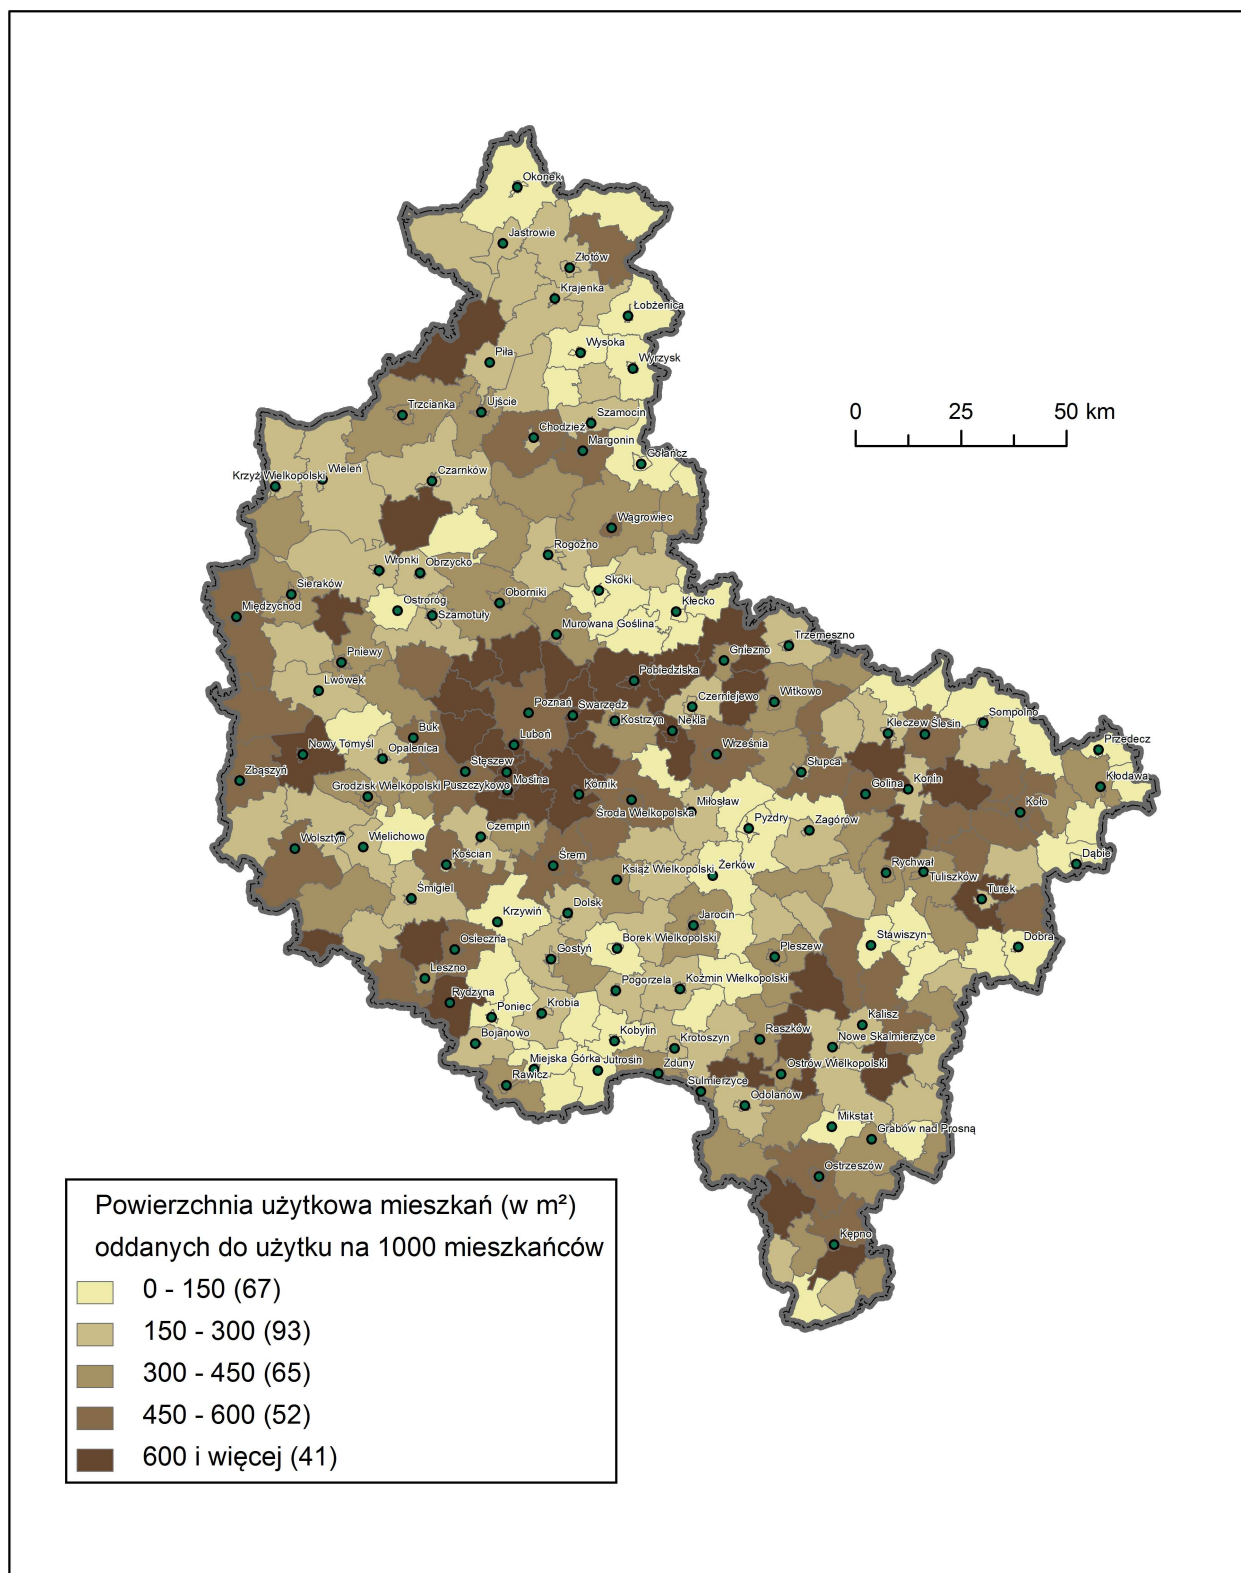 Okonek
Jastrowie
Złotów
Krajenka
Łobżenica
Wysoka
Piła
Wyrzysk
0 25 50 km
Trzcianka
Ujście
Szamocin
Chodzież
Margonin
Gołańcz
Krzyż Wielkopolski
Wieleń
Czarnków
Wągrowiec
Rogoźno
Wronki
Obrzycko
Sieraków
Skoki
Międzychód
Ostroróg
Oborniki
Kłecko
Szamotuły
Murowana Goślina
Trzemeszno
Pniewy
Gniezno
Pobiedziska
Lwówek
Witkowo
Czerniejewo
Poznań
Swarzędz
Kostrzyn
Nekla
Kleczew
Ślesin
Sompolno
Buk
Luboń
Nowy Tomyśl
Opalenica
Września
Przedecz
Stęszew
Słupca
Zbąszyń
Mosina
Konin
Kłodawa
Grodzisk Wielkopolski
Puszczykowo
Kórnik
Golina
Koło
Środa Wielkopolska
Miłosław
Pyzdry
Zagórów
Wolsztyn
Wielichowo
Czempiń
Kościan
Śrem
Książ Wielkopolski
Żerków
Rychwał
Tuliszków
Dąbie
Śmigiel
Turek
Krzywiń
Dolsk
Jarocin
Osieczna
Gostyń
Borek Wielkopolski
Pleszew
Stawiszyn
Dobra
Leszno
Pogorzela
Koźmin Wielkopolski
Rydzyna
Poniec
Krobia
Kalisz
Bojanowo
Kobylin
Krotoszyn
Raszków
Nowe Skalmierzyce
Miejska Górka
Jutrosin
Zduny
Ostrów Wielkopolski
Rawicz
Sulmierzyce
Odolanów
Mikstat
Grabów nad Prosną
Ostrzeszów
Kępno
Powierzchnia użytkowa mieszkań (w m²)
oddanych do użytku na 1000 mieszkańców
0 - 150 (67)
150 - 300 (93)
300 - 450 (65)
450 - 600 (52)
600 i więcej (41)